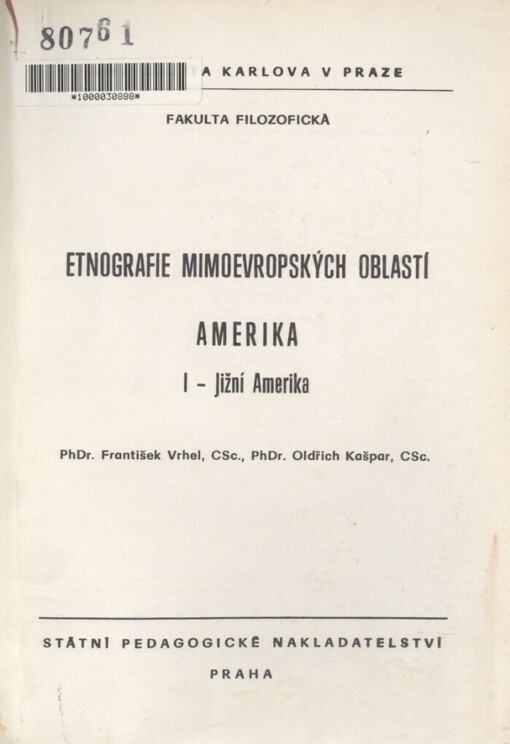 80761
*1000030888*
TA KARLOVA V PRAZE
FAKULTA FILOZOFICKÁ
ETNOGRAFIE MIMOEVROPSKÝCH OBLASTÍ
AMERIKA
I – Jižní Amerika
PhDr. František Vrhel, CSc., PhDr. Oldřich Kašpar, CSc.
STÁTNÍ PEDAGOGICKÉ NAKLADATELSTVÍ
PRAHA